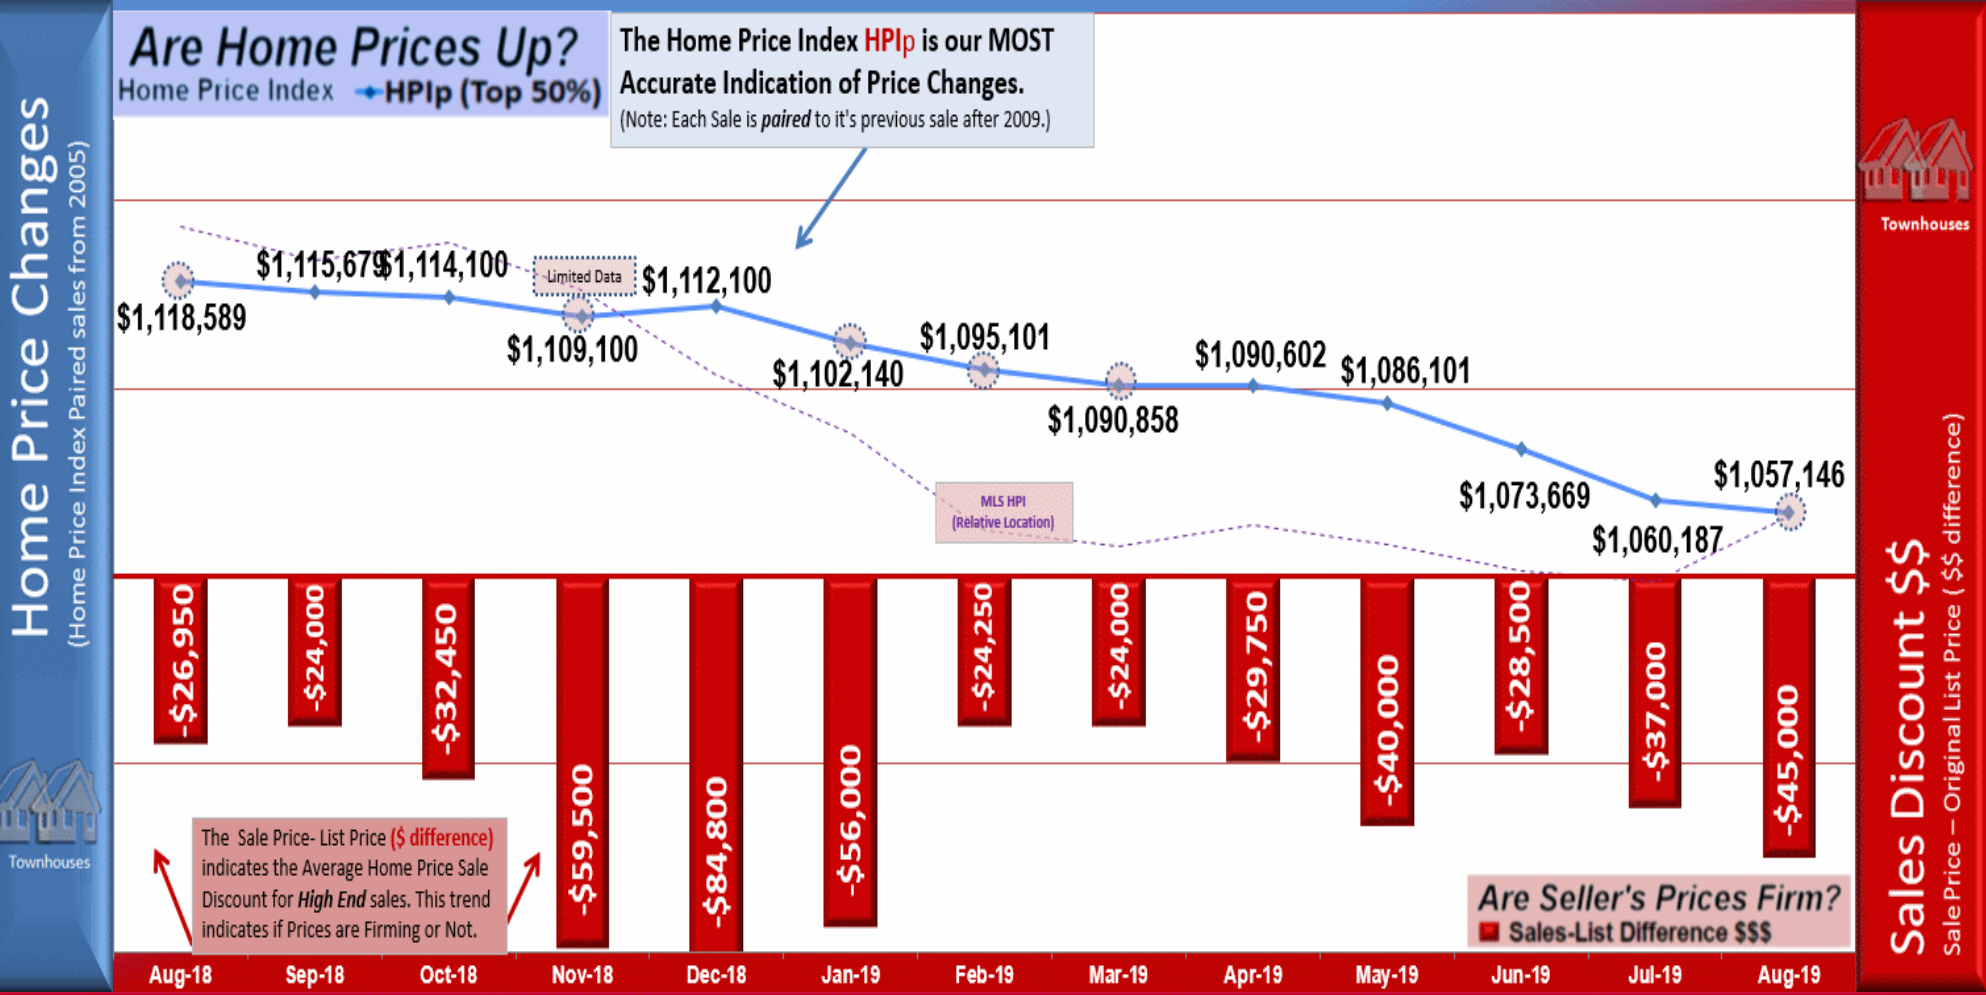 Are Home Prices Up?
Home Price Index HPIp (Top 50%)
The Home Price Index HPIp is our MOST
Accurate Indication of Price Changes.
(Note: Each Sale is paired to it's previous sale after 2009.)
Home Price Changes
(Home Price Index Paired sales from 2005)
Townhouses
Townhouses
$1,118,589
$1,115,679
$1,114,100
Limited Data
$1,109,100
$1,112,100
$1,102,140
$1,095,101
$1,090,858
$1,090,602
$1,086,101
$1,073,669
$1,060,187
$1,057,146
MLS HPI
(Relative Location)
-$26,950
-$24,000
-$32,450
-$59,500
-$84,800
-$56,000
-$24,250
-$24,000
-$29,750
-$40,000
-$28,500
-$37,000
-$45,000
The Sale Price- List Price ($ difference)
indicates the Average Home Price Sale
Discount for High End sales. This trend
indicates if Prices are Firming or Not.
Are Seller's Prices Firm?
Sales-List Difference $$$
Sales Discount $$
Sale Price – Original List Price ( $$ difference)
Aug-18 Sep-18 Oct-18 Nov-18 Dec-18 Jan-19 Feb-19 Mar-19 Apr-19 May-19 Jun-19 Jul-19 Aug-19